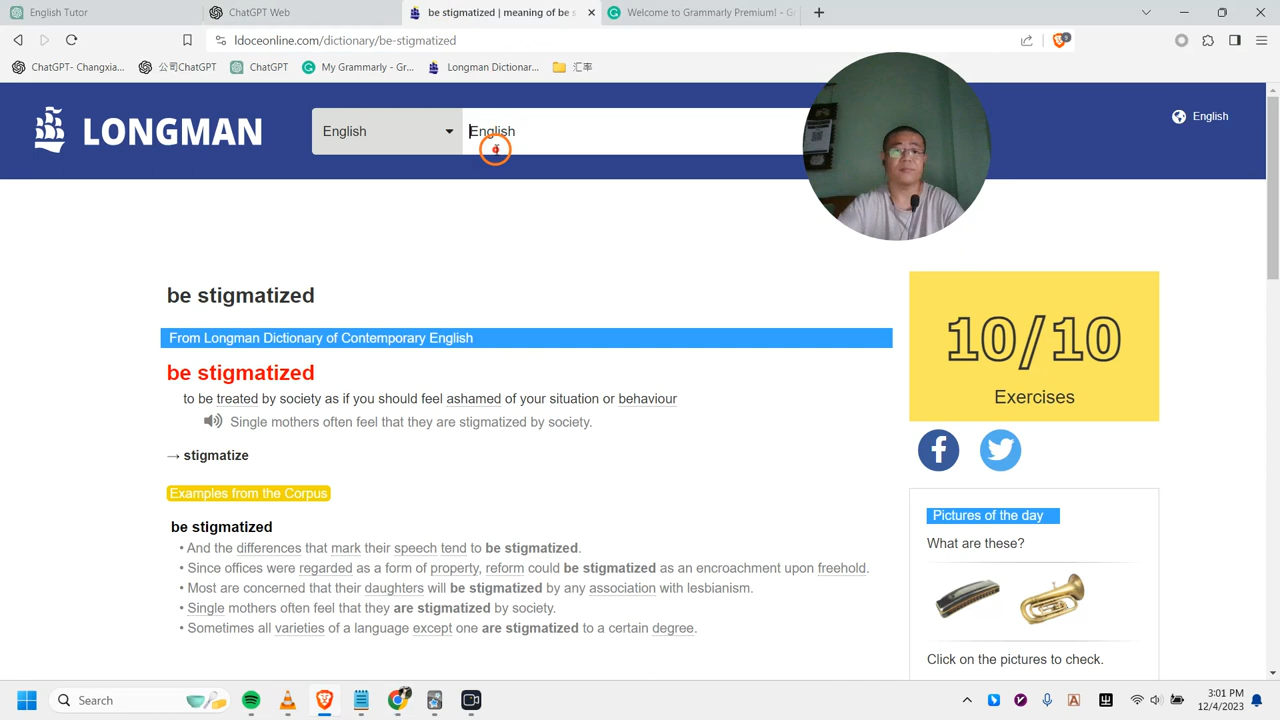 English Tutor
ChatGPT Web
be stigmatized | meaning of be s
Welcome to Grammarly Premium! - Gr
ldoceonline.com/dictionary/be-stigmatized
9
ChatGPT- Changxia...
公司ChatGPT
ChatGPT
My Grammarly - Gr...
Longman Dictionar...
汇率
LONGMAN
English
English
English
be stigmatized
From Longman Dictionary of Contemporary English
be stigmatized
to be treated by society as if you should feel ashamed of your situation or behaviour
Single mothers often feel that they are stigmatized by society.
→ stigmatize
Examples from the Corpus
be stigmatized
• And the differences that mark their speech tend to be stigmatized.
• Since offices were regarded as a form of property, reform could be stigmatized as an encroachment upon freehold.
• Most are concerned that their daughters will be stigmatized by any association with lesbianism.
• Single mothers often feel that they are stigmatized by society.
• Sometimes all varieties of a language except one are stigmatized to a certain degree.
10/10
Exercises
Pictures of the day
What are these?
Click on the pictures to check.
Search
3:01 PM
12/4/2023